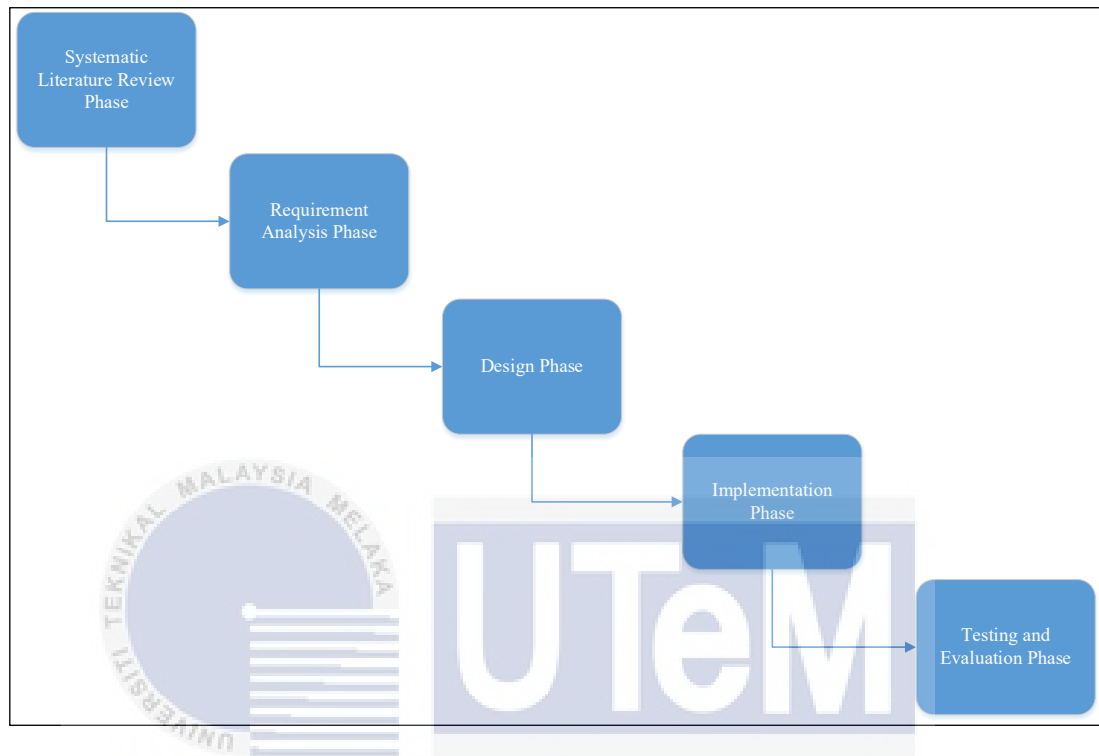 Systematic
Literature Review
Phase
Requirement
Analysis Phase
Design Phase
Implementation
Phase
Testing and
Evaluation Phase
UNIVERSITI TEKNIKAL MALAYSIA MELAKA
UTeM